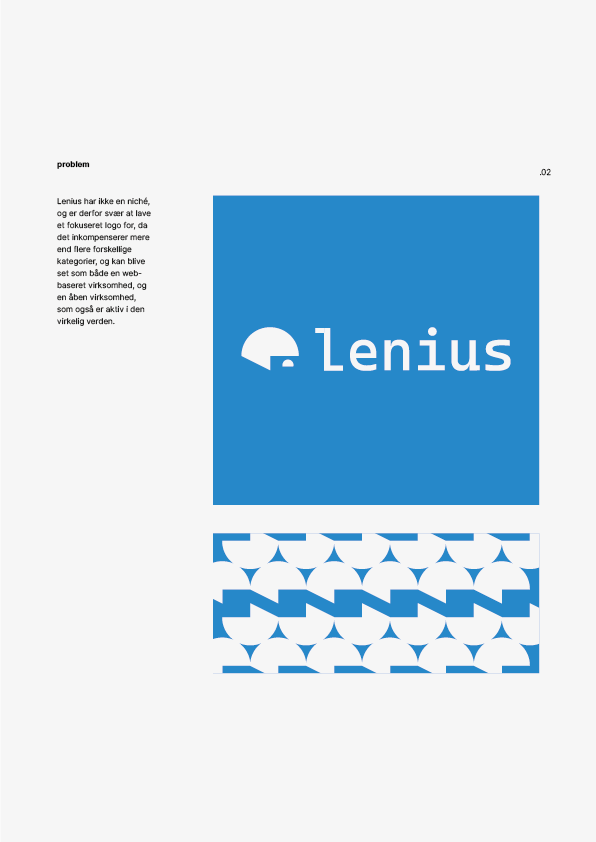 problem
.02
Lenius har ikke en niché,
og er derfor svær at lave
et fokuseret logo for, da
det inkompenserer mere
end flere forskellige
kategorier, og kan blive
set som både en web-
baseret virksomhed, og
en åben virksomhed,
som også er aktiv i den
virkelig verden.
lenius